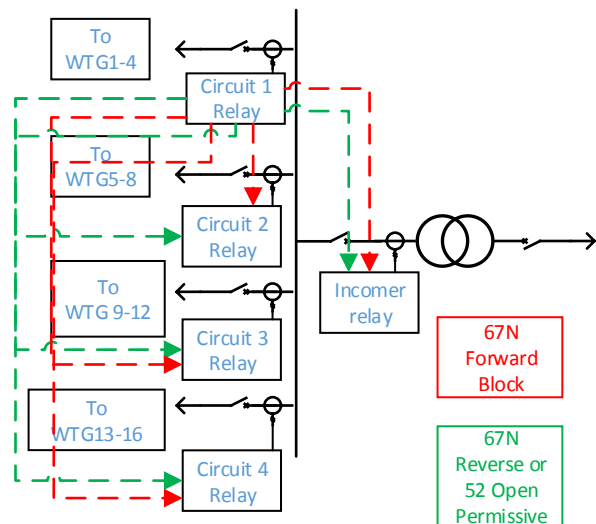 To
WTG1-4
Circuit 1
Relay
To
WTG5-8
Circuit 2
Relay
To
WTG 9-12
Circuit 3
Relay
To
WTG13-16
Circuit 4
Relay
Incomer
relay
67N
Forward
Block
67N
Reverse or
52 Open
Permissive